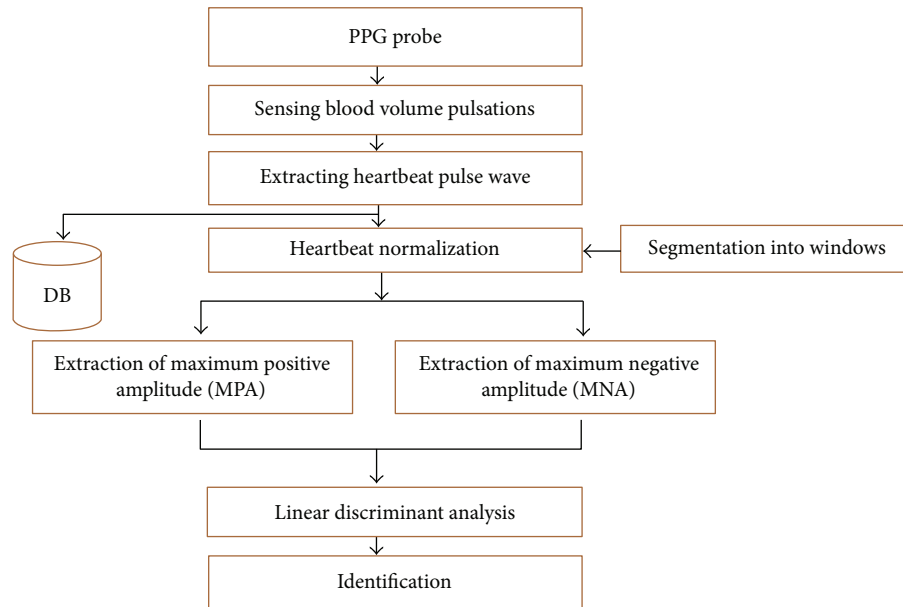 PPG probe
Sensing blood volume pulsations
Extracting heartbeat pulse wave
Heartbeat normalization
Segmentation into windows
DB
Extraction of maximum positive
amplitude (MPA)
Extraction of maximum negative
amplitude (MNA)
Linear discriminant analysis
Identification